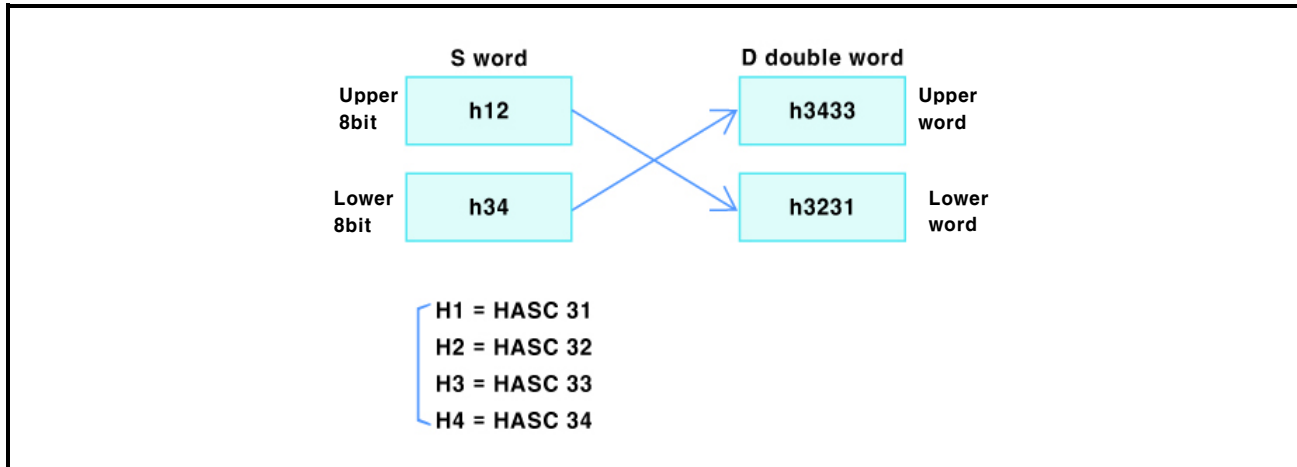 S word
D double word
Upper
8bit
h12
h3433
Upper
word
Lower
8bit
h34
h3231
Lower
word
H1 = HASC 31
H2 = HASC 32
H3 = HASC 33
H4 = HASC 34